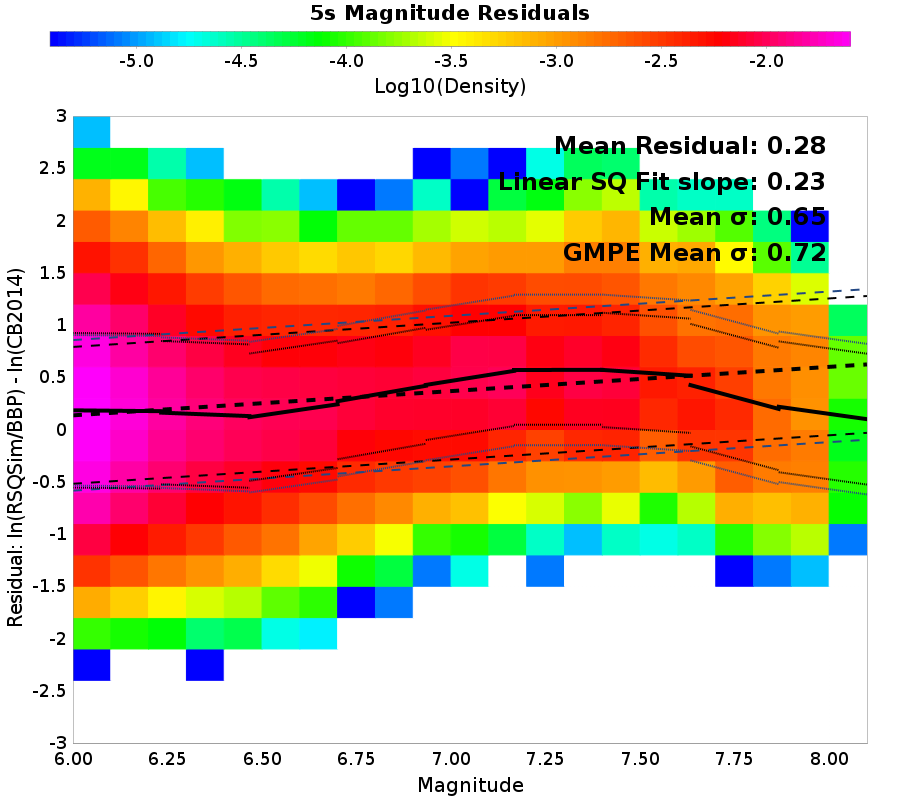 5s Magnitude Residuals
-5.0 -4.5 -4.0 -3.5 -3.0 -2.5 -2.0
Log10(Density)
Mean Residual: 0.28
Linear SQ Fit slope: 0.23
Mean σ: 0.65
GMPE Mean σ: 0.72
Residual: ln(RSQSim/BBP) - ln(CB2014)
3
2.5
2
1.5
1
0.5
0
-0.5
-1
-1.5
-2
-2.5
-3
6.00 6.25 6.50 6.75 7.00 7.25 7.50 7.75 8.00
Magnitude